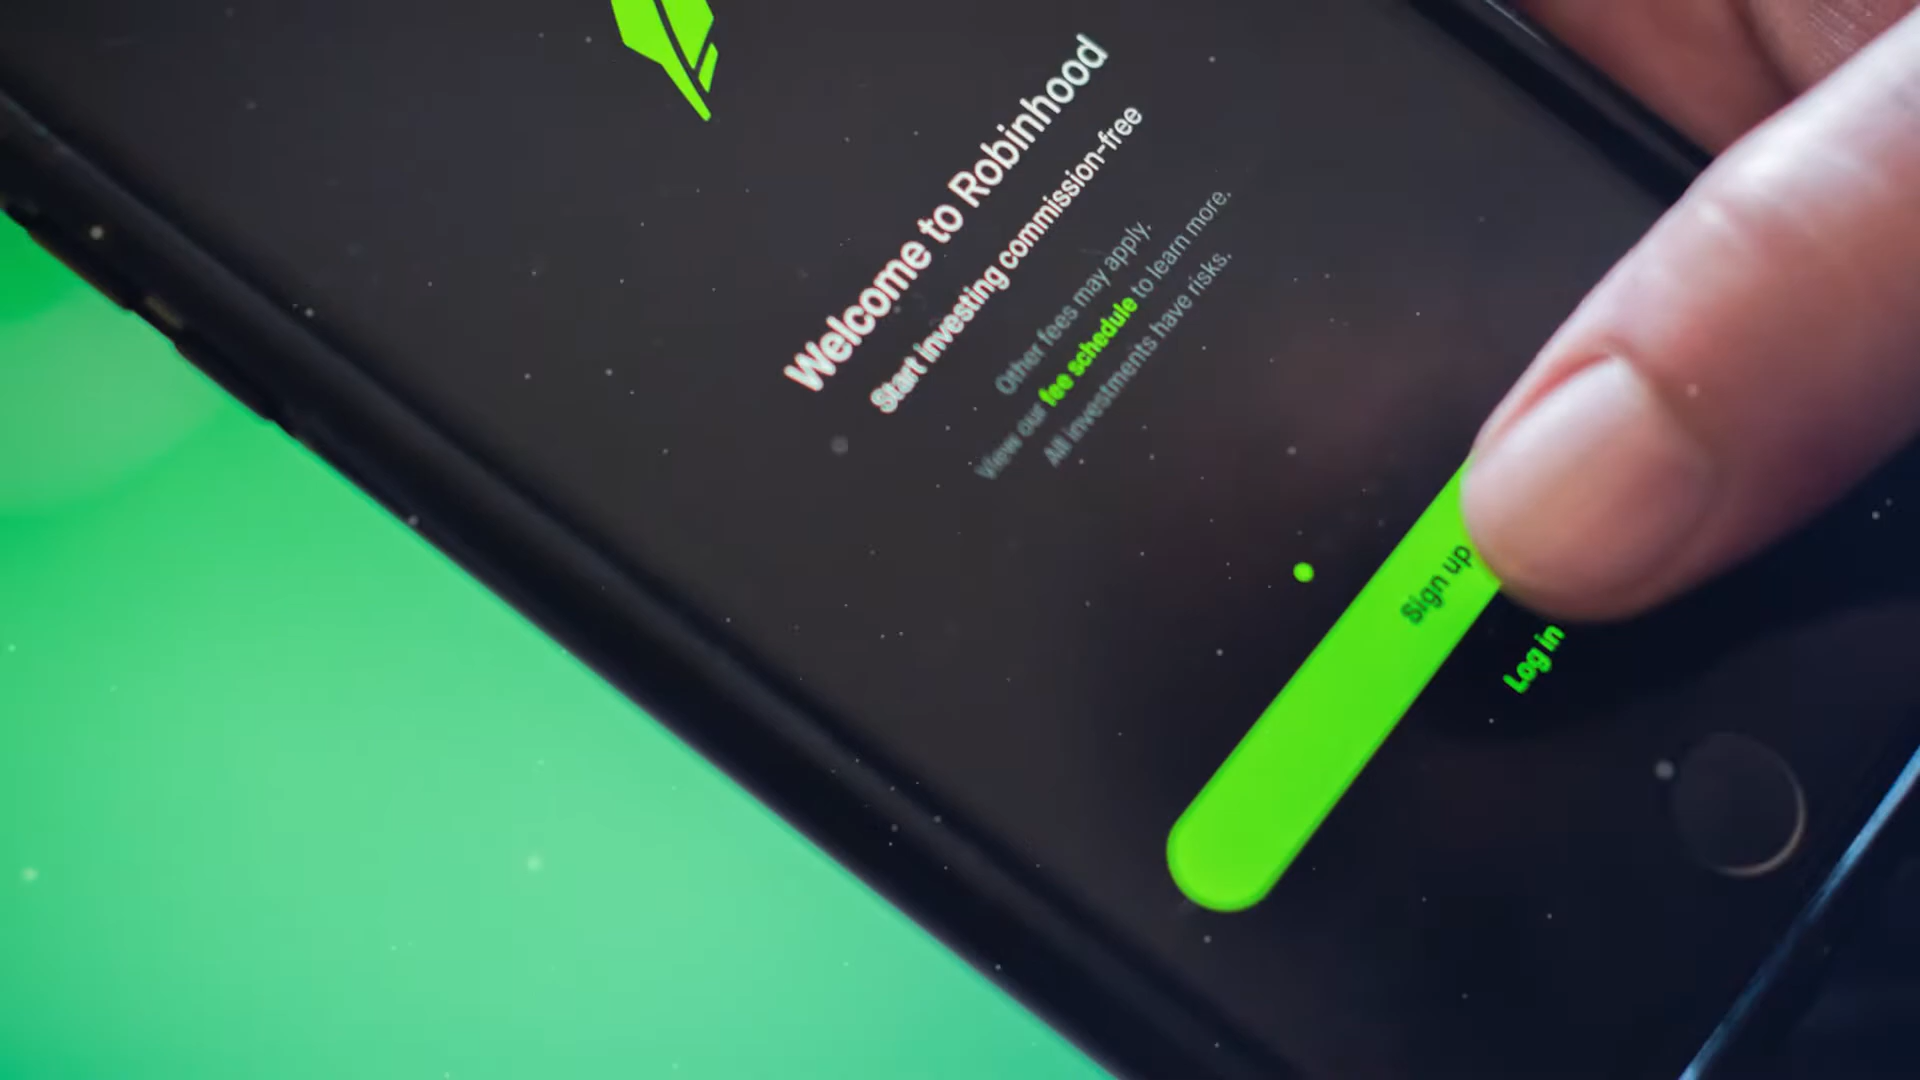 Welcome to Robinhood
Start investing commission-free
Other fees may apply.
View our fee schedule to learn more.
All investments have risks.
Sign up
Log in